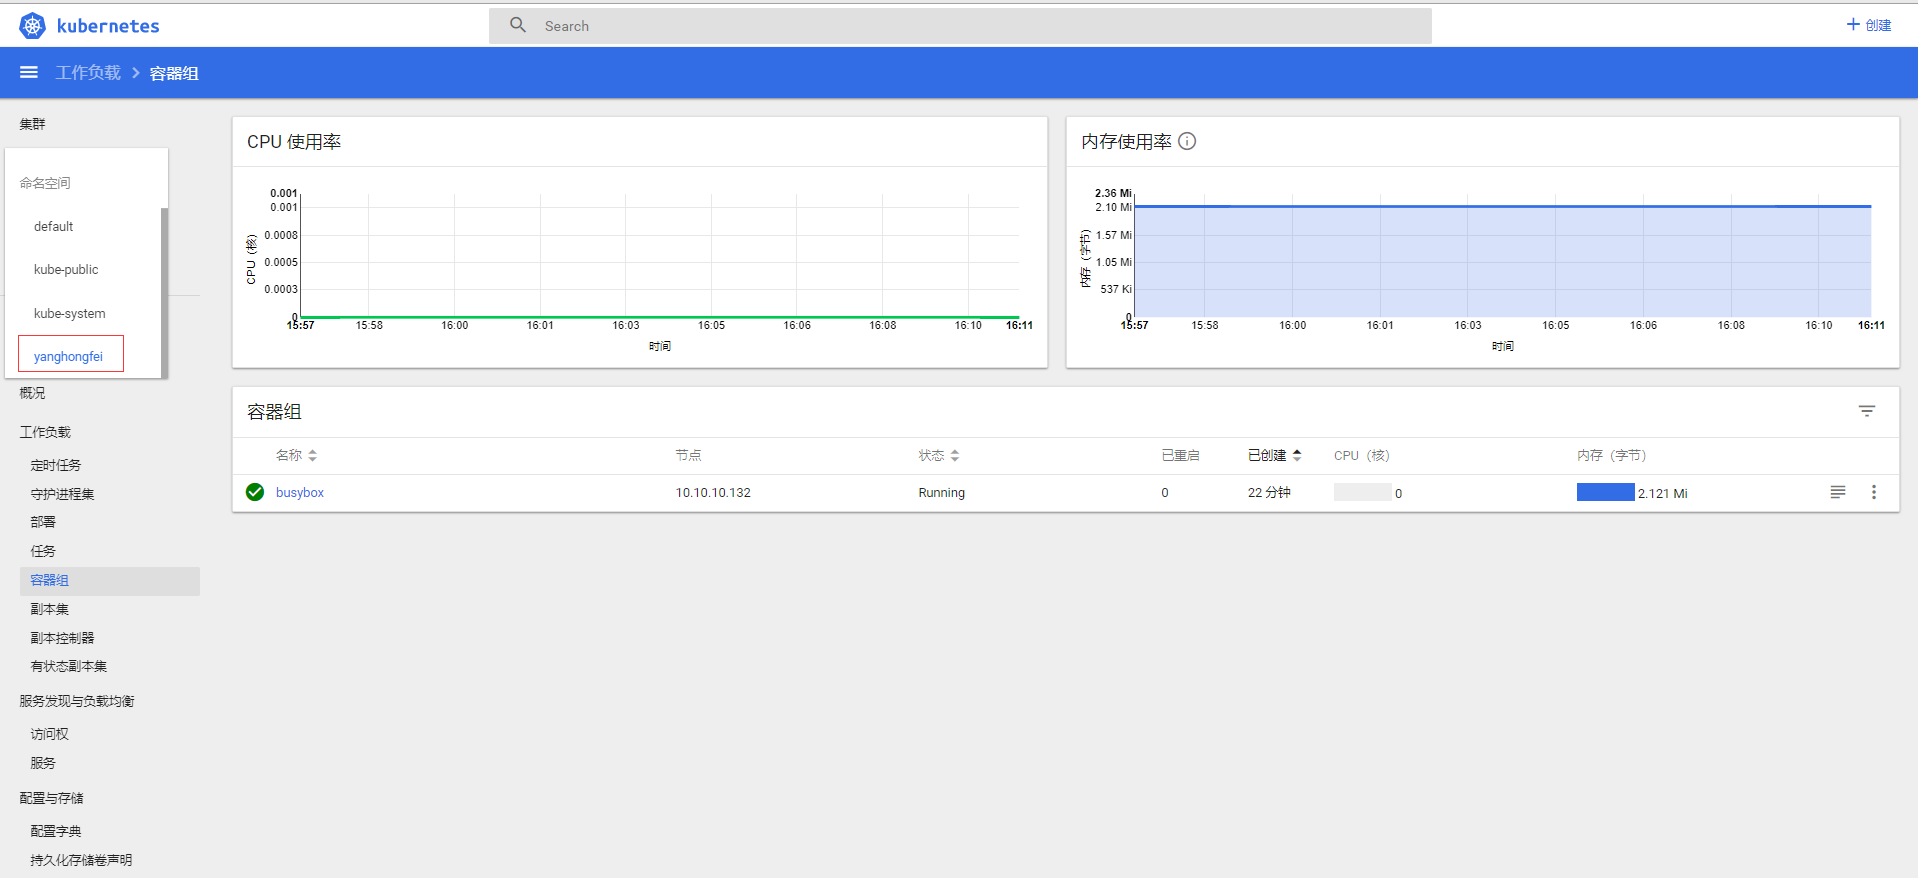 kubernetes
Search
创建
工作负载 容器组
集群
命名空间
default
kube-public
kube-system
yanghongfei
概况
工作负载
定时任务
守护进程集
部署
任务
容器组
副本集
副本控制器
有状态副本集
服务发现与负载均衡
访问权
服务
配置与存储
配置字典
持久化存储卷声明
CPU 使用率
CPU（核）
0.001
0.001
0.0008
0.0005
0.0003
0
15:57 15:58 16:00 16:01 16:03 16:05 16:06 16:08 16:10 16:11
时间
内存使用率
内存（字节）
2.36 Mi
2.10 Mi
1.57 Mi
1.05 Mi
537 Ki
0
15:57 15:58 16:00 16:01 16:03 16:05 16:06 16:08 16:10 16:11
时间
容器组
名称 节点 状态 已重启 已创建 CPU（核） 内存（字节）
busybox 10.10.10.132 Running 0 22 分钟 0 2.121 Mi